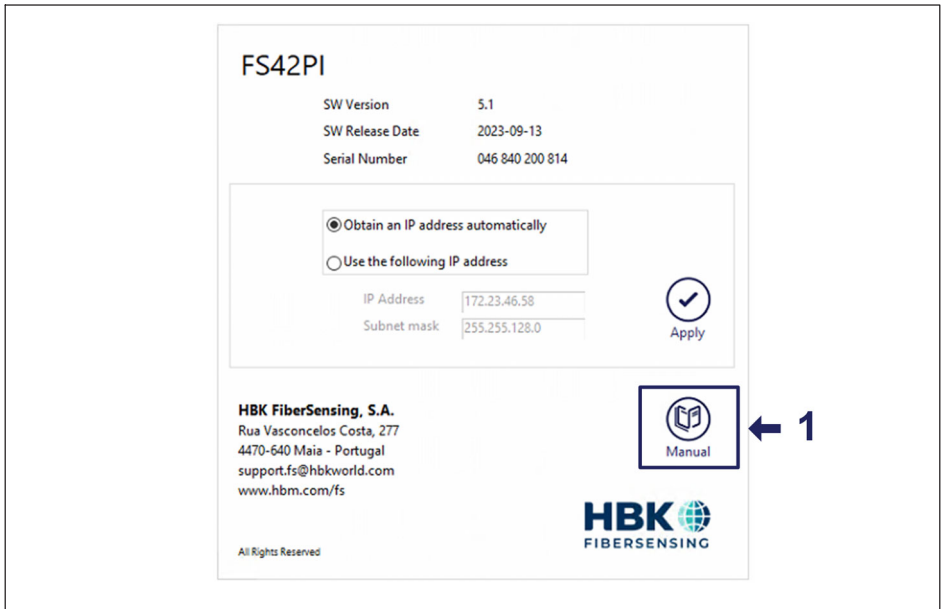 FS42PI
SW Version 5.1
SW Release Date 2023-09-13
Serial Number 046 840 200 814
Obtain an IP address automatically
Use the following IP address
IP Address 172.23.46.58
Subnet mask 255.255.128.0
Apply
HBK FiberSensing, S.A.
Rua Vasconcelos Costa, 277
4470-640 Maia - Portugal
support.fs@hbkworld.com
www.hbm.com/fs
Manual
1
HBK
FIBERSENSING
All Rights Reserved